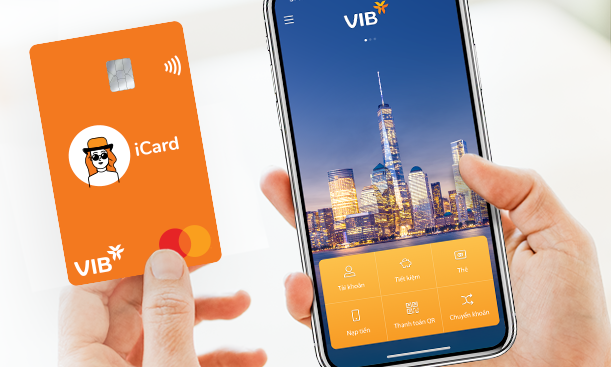 iCard
VIB
VIB
Tài khoản
Tiết kiệm
Thẻ
Nạp tiền
Thanh toán QR
Chuyển khoản